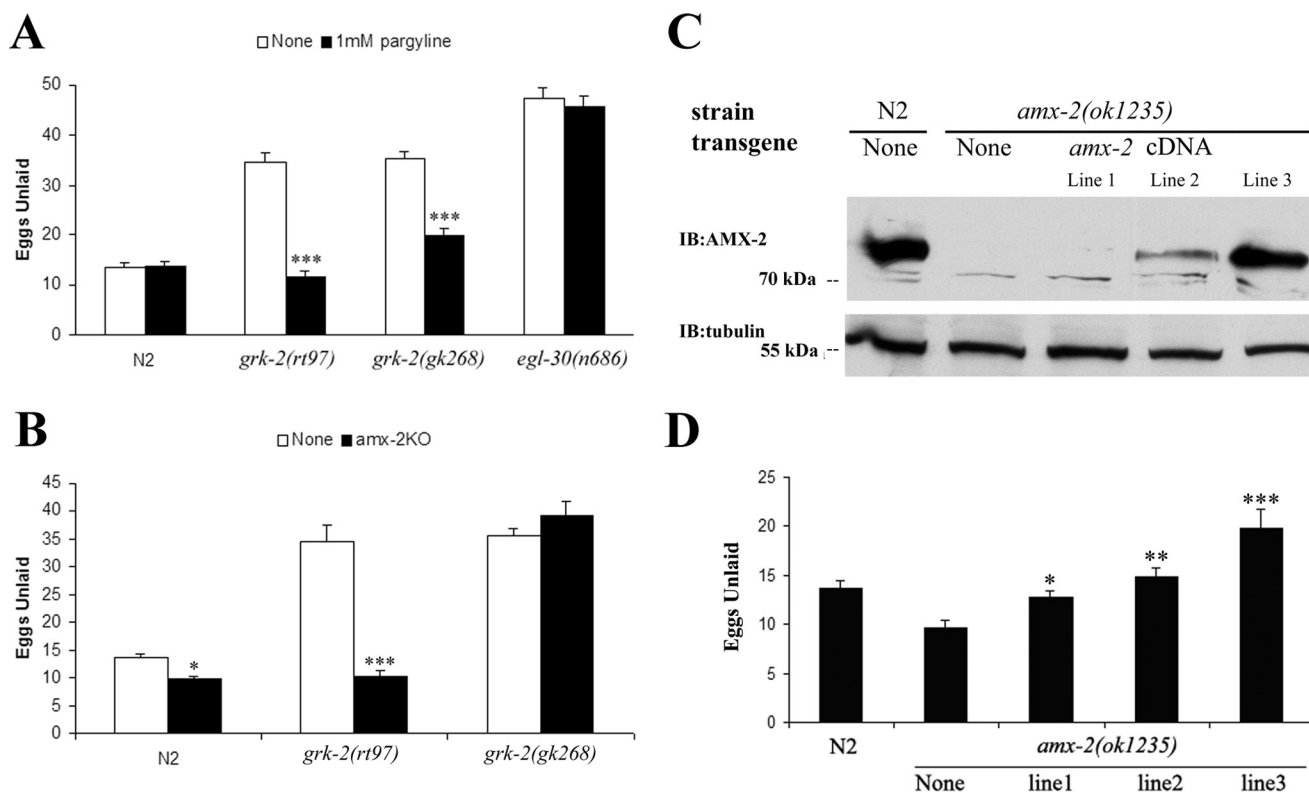 A
None 1mM pargyline
Eggs Unlaid
50
40
30
20
10
0
***
***
N2 grk-2(rt97) grk-2(gk268) egl-30(n686)
B
None amx-2KO
Eggs Unlaid
45
40
35
30
25
20
15
10
5
0
*
***
N2 grk-2(rt97) grk-2(gk268)
C
strain N2 amx-2(ok1235)
transgene None None amx-2 cDNA
Line 1 Line 2 Line 3
IB:AMX-2
70 kDa --
IB:tubulin
55 kDa --
D
Eggs Unlaid
25
20
15
10
5
0
*
**
***
N2 amx-2(ok1235)
None line1 line2 line3